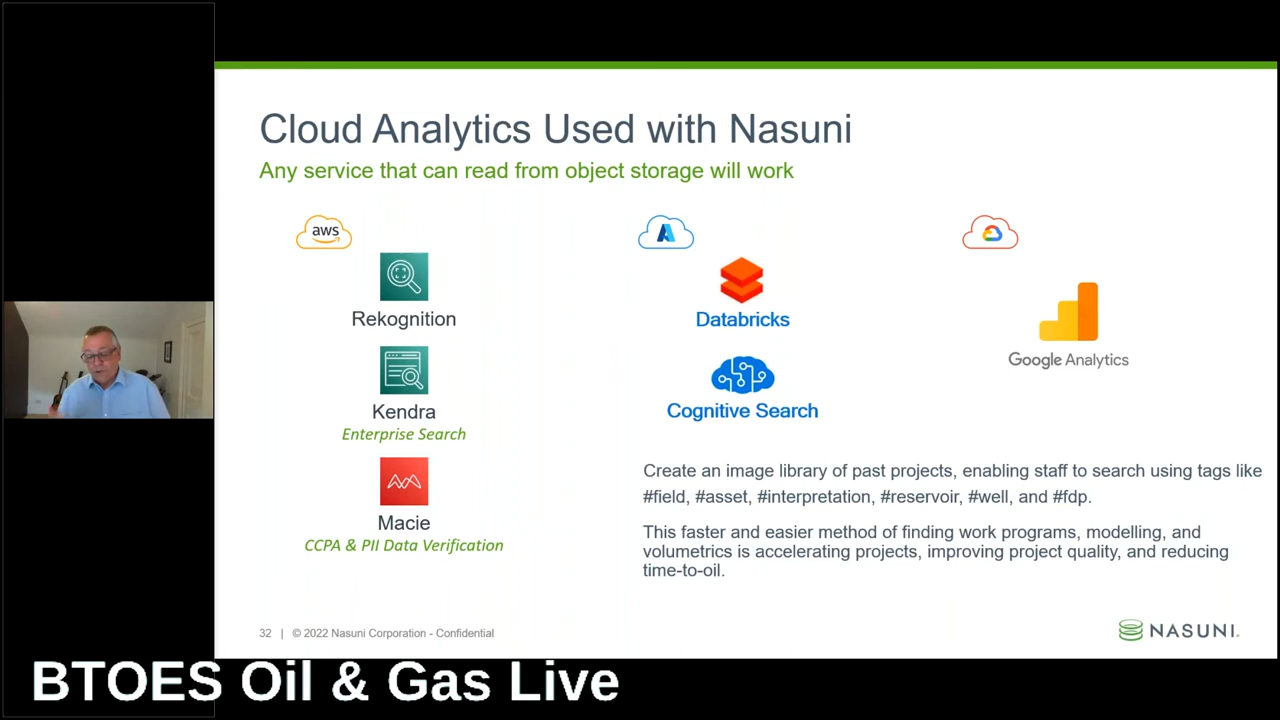 Cloud Analytics Used with Nasuni
Any service that can read from object storage will work
aws
Rekognition
Kendra
Enterprise Search
Macie
CCPA & PII Data Verification
Databricks
Cognitive Search
Google Analytics
Create an image library of past projects, enabling staff to search using tags like
#field, #asset, #interpretation, #reservoir, #well, and #fdp.
This faster and easier method of finding work programs, modelling, and
volumetrics is accelerating projects, improving project quality, and reducing
time-to-oil.
32 | © 2022 Nasuni Corporation - Confidential
NASUNI.
BTOES Oil & Gas Live